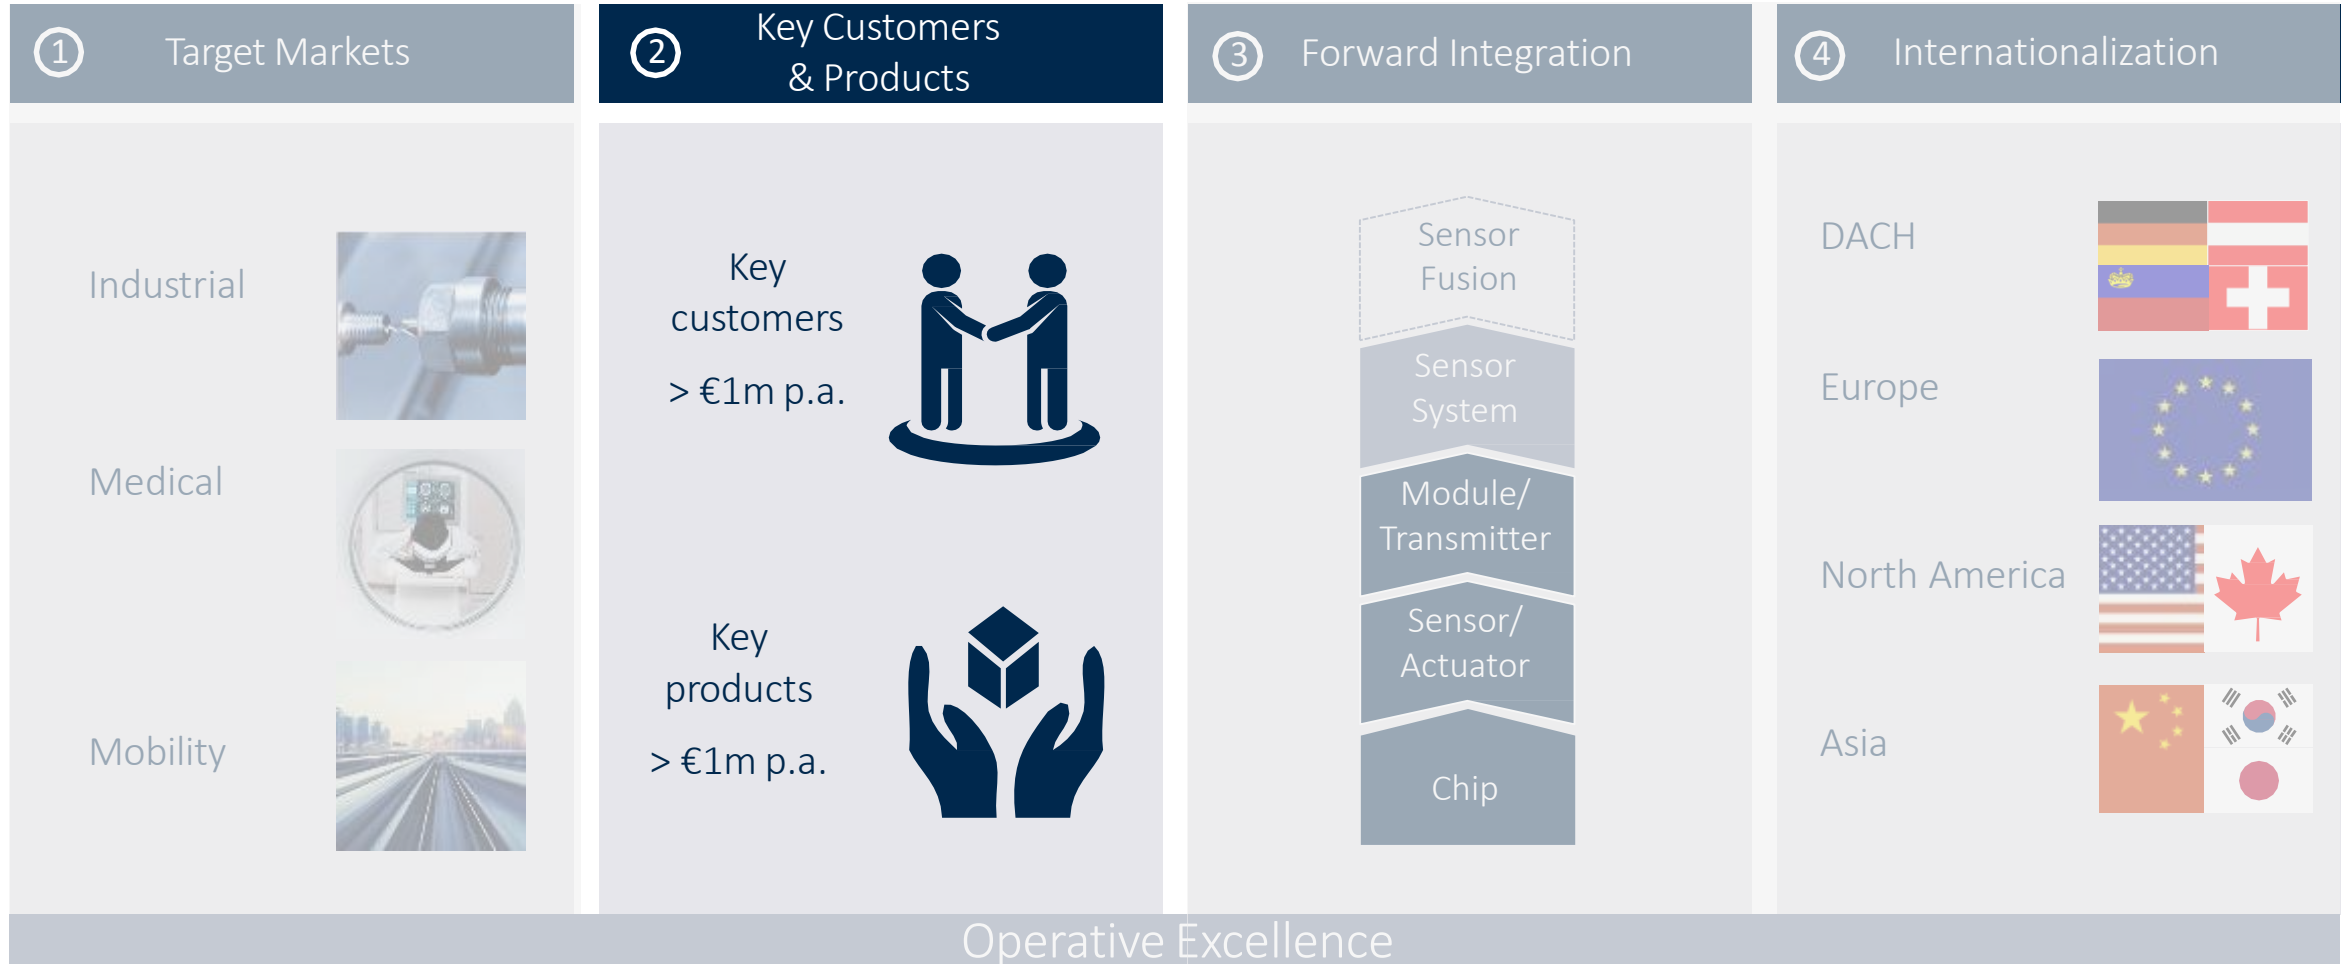 1
Target Markets
Industrial
Medical
Mobility
2
Key Customers
& Products
Key
customers
> €1m p.a.
Key
products
> €1m p.a.
3
Forward Integration
Sensor
Fusion
Sensor
System
Module/
Transmitter
Sensor/
Actuator
Chip
4
Internationalization
DACH
Europe
North America
Asia
Operative Excellence